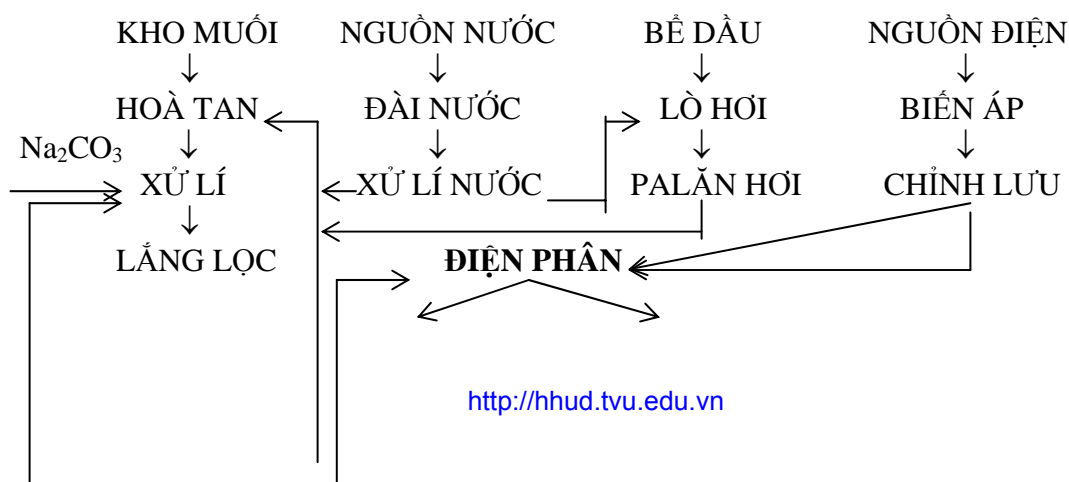 KHO MUỐI NGUỒN NƯỚC BỂ DẦU NGUỒN ĐIỆN
HOÀ TAN ĐÀI NƯỚC LÒ HƠI BIẾN ÁP
Na₂CO₃
XỬ LÍ XỬ LÍ NƯỚC PALĂN HƠI CHỈNH LƯU
LẮNG LỌC ĐIỆN PHÂN
http://hhud.tvu.edu.vn